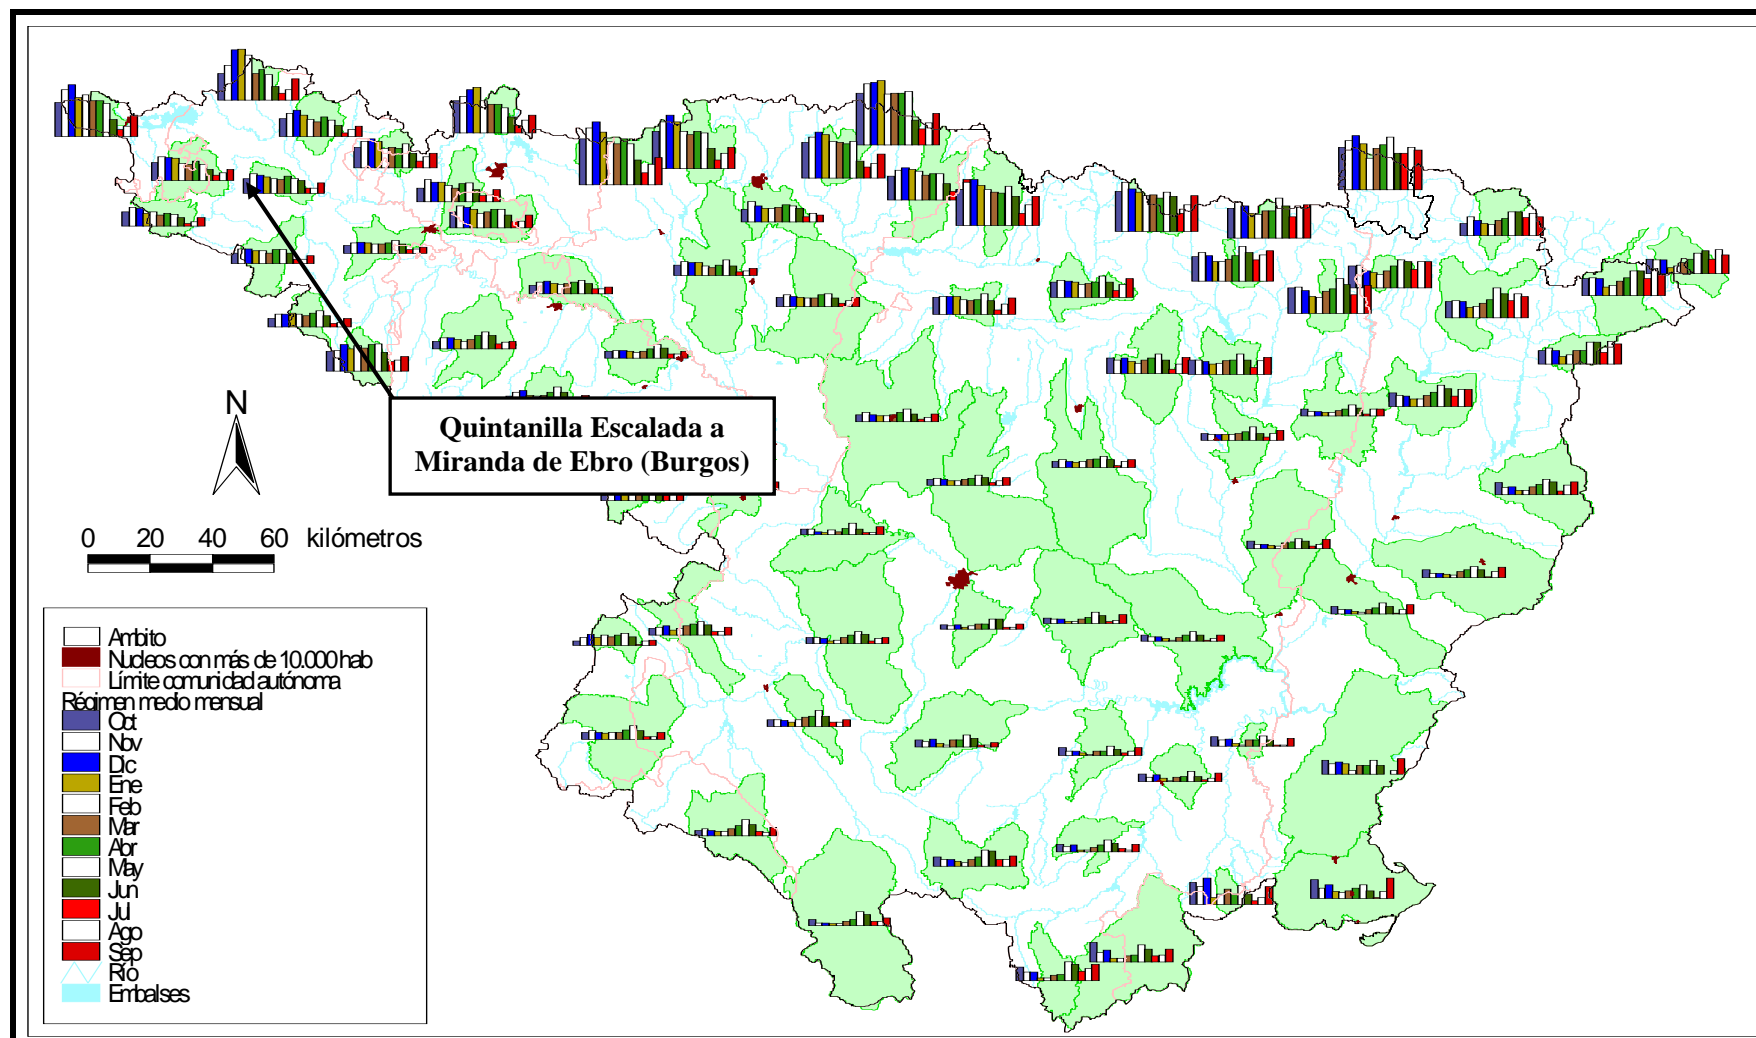 Quintanilla Escalada a
Miranda de Ebro (Burgos)
N
0 20 40 60 kilómetros
Ambito
Nucleos con más de 10.000 hab
Límite comunidad autónoma
Régimen medio mensual
Oct
Nov
Dic
Ene
Feb
Mar
Abr
May
Jun
Jul
Ago
Sep
Río
Embalses